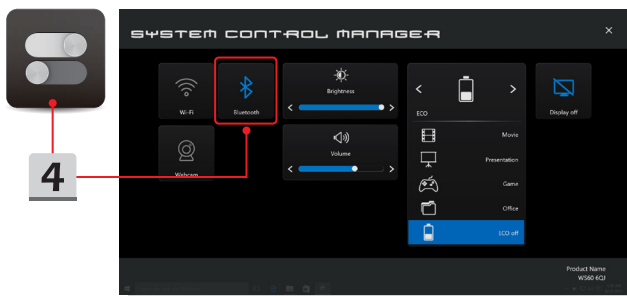 SYSTEM CONTROL MANAGER
Wi-Fi
Bluetooth
Brightness
ECO
Display off
Movie
4
Webcam
Volume
Presentation
Game
Office
ECO off
Product Name
WS60 6QJ